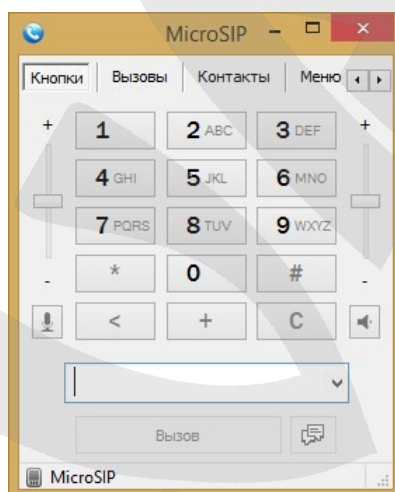 MicroSIP
Кнопки Вызовы Контакты Меню
+ 1 2 ABC 3 DEF +
4 GHI 5 JKL 6 MNO
7 PQRS 8 TUV 9 WXYZ
- * 0 # -
< + C
Вызов
MicroSIP